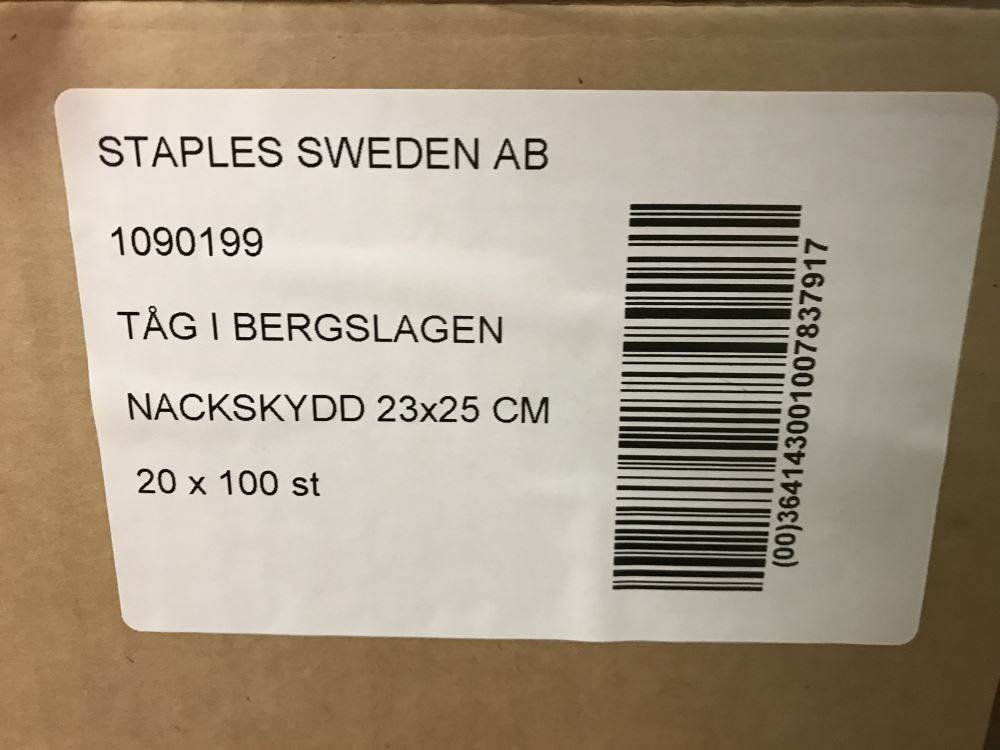 STAPLES SWEDEN AB
1090199
TÅG I BERGSLAGEN
NACKSKYDD 23x25 CM
20 x 100 st
(00)364143001007837917